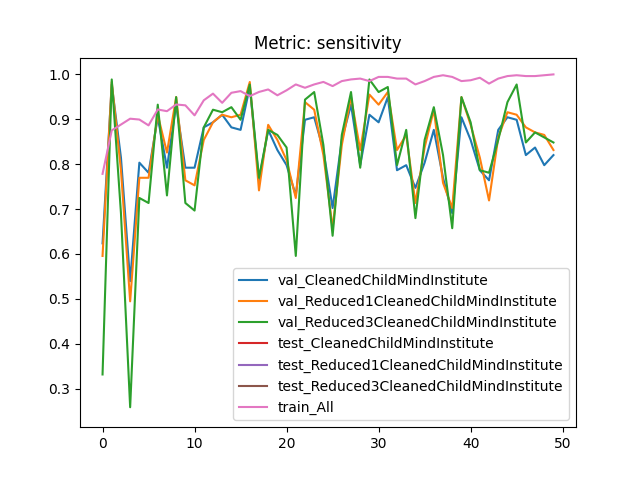 Metric: sensitivity
1.0
0.9
0.8
0.7
0.6
0.5
0.4
0.3
0
10
20
30
40
50
val_CleanedChildMindInstitute
val_Reduced1CleanedChildMindInstitute
val_Reduced3CleanedChildMindInstitute
test_CleanedChildMindInstitute
test_Reduced1CleanedChildMindInstitute
test_Reduced3CleanedChildMindInstitute
train_All